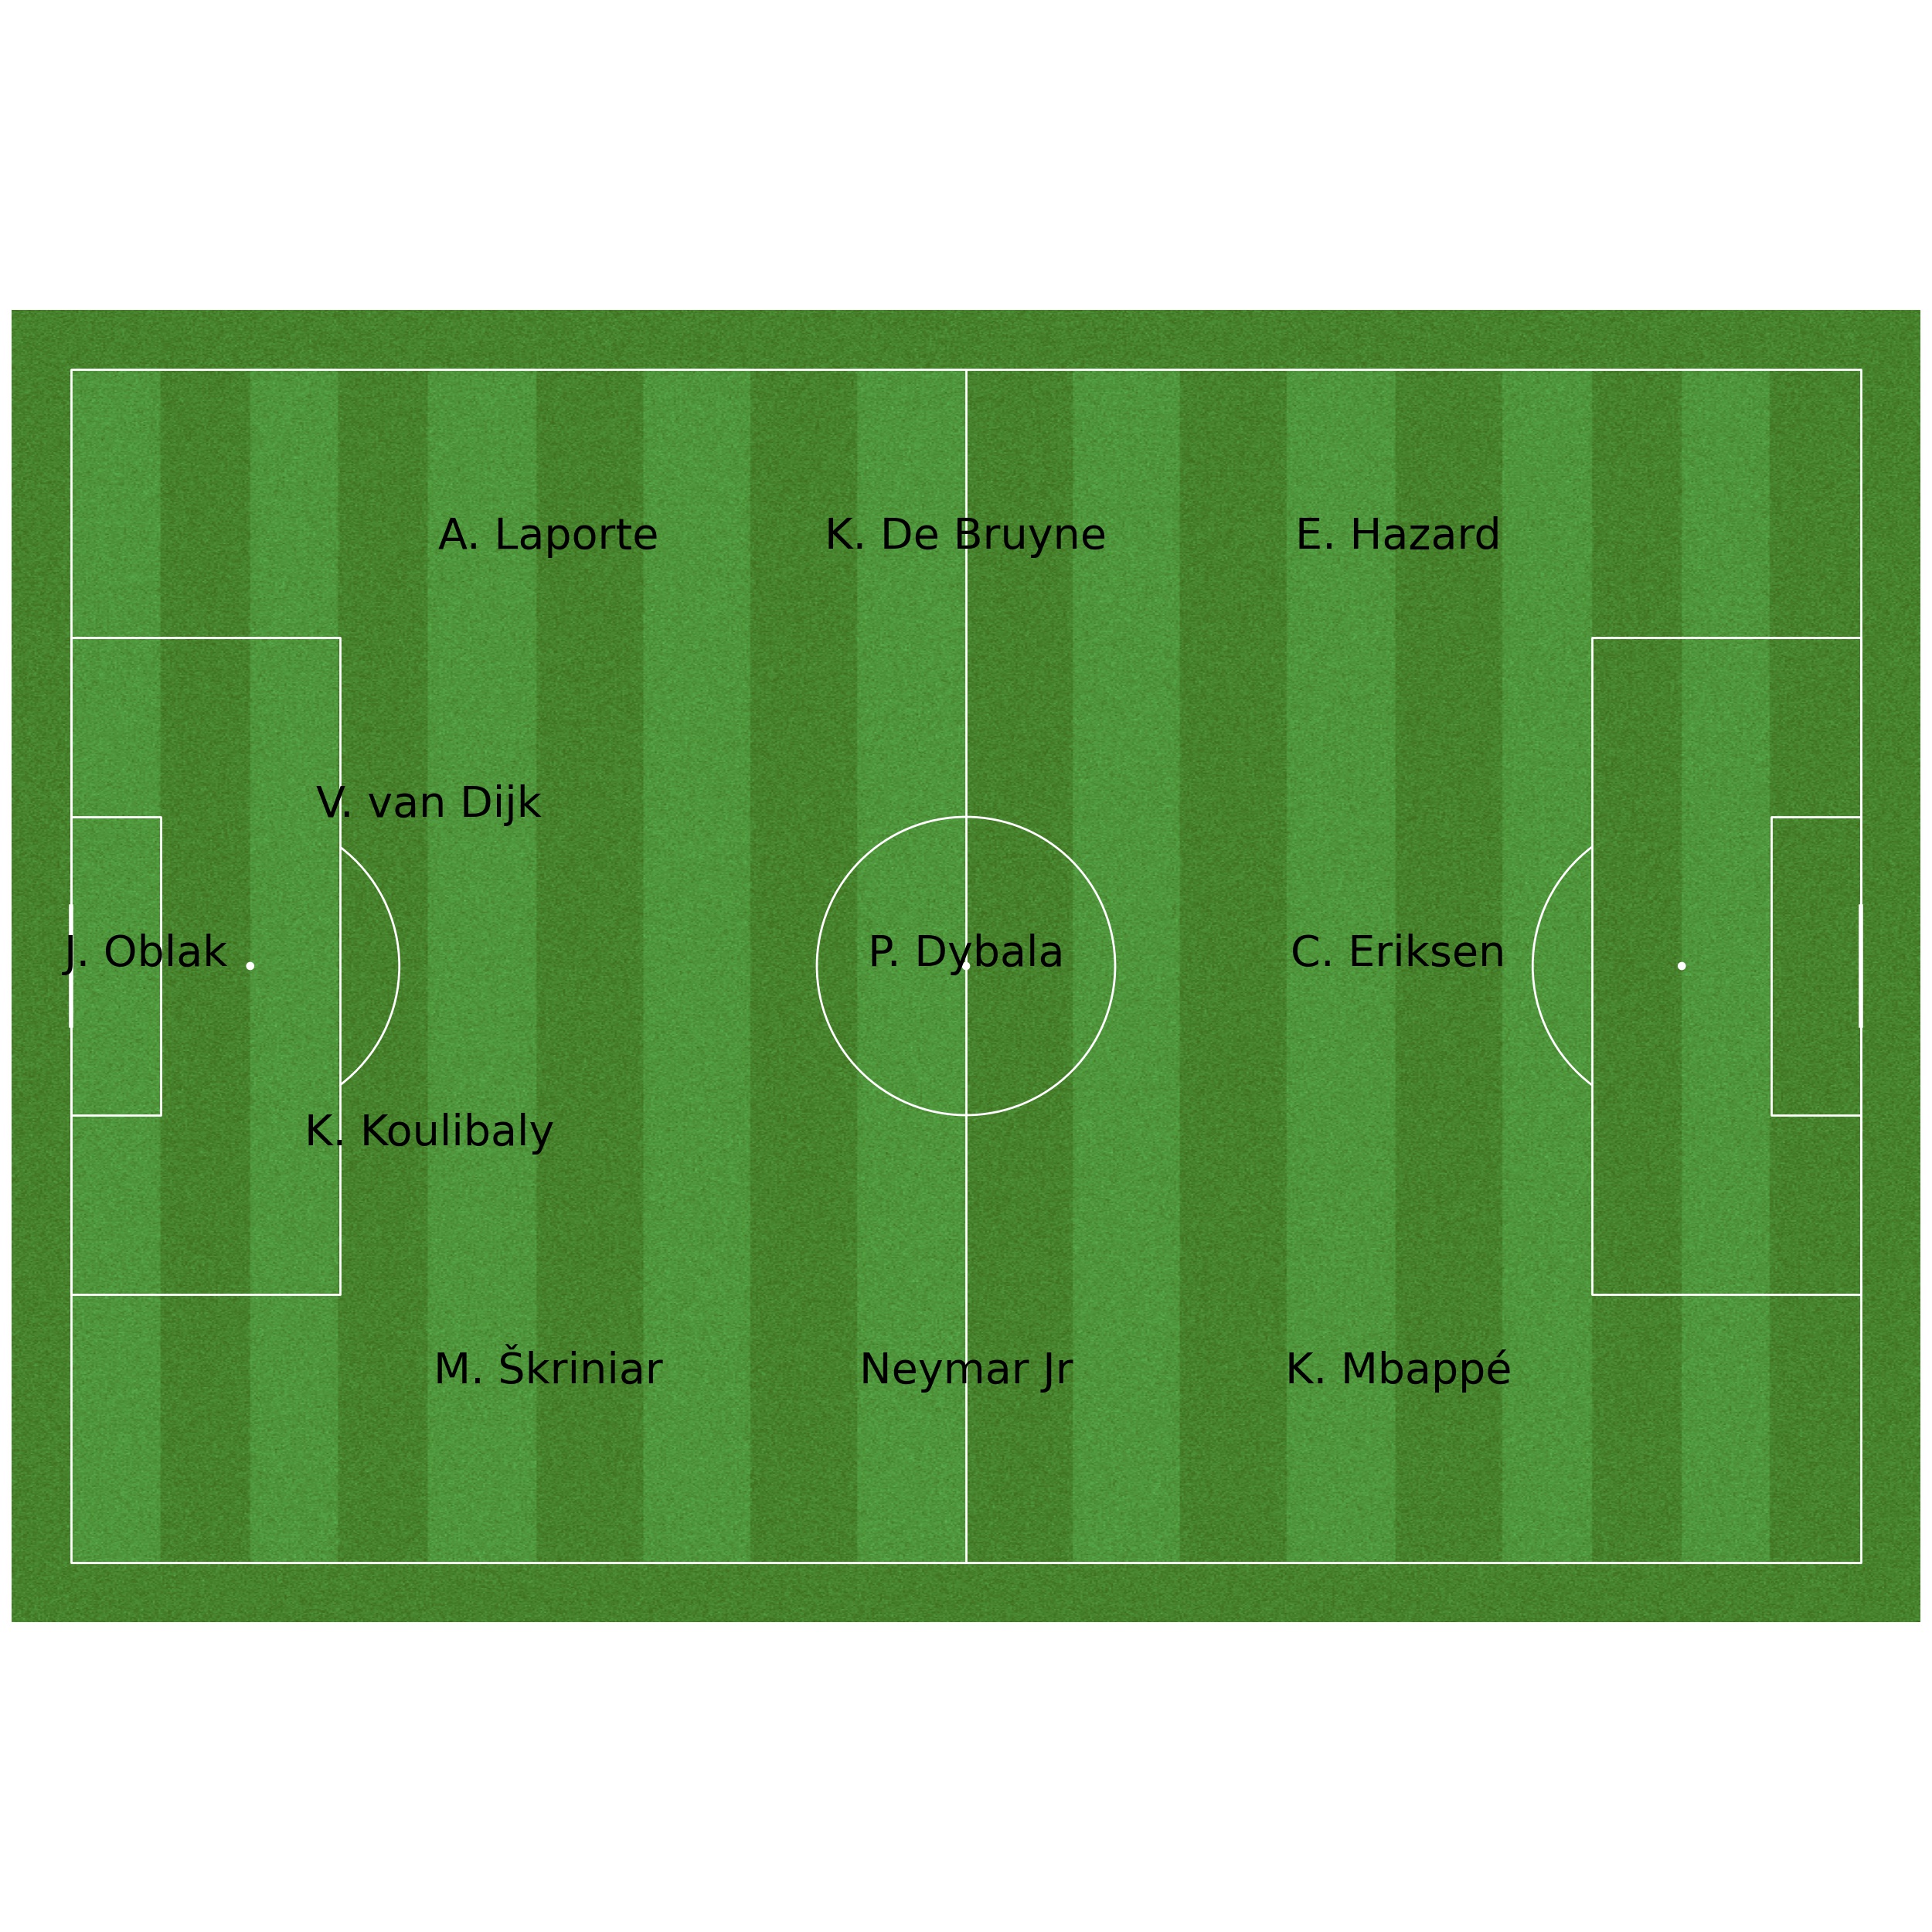 A. Laporte
K. De Bruyne
E. Hazard
V. van Dijk
J. Oblak
P. Dybala
C. Eriksen
K. Koulibaly
M. Škriniar
Neymar Jr
K. Mbappé